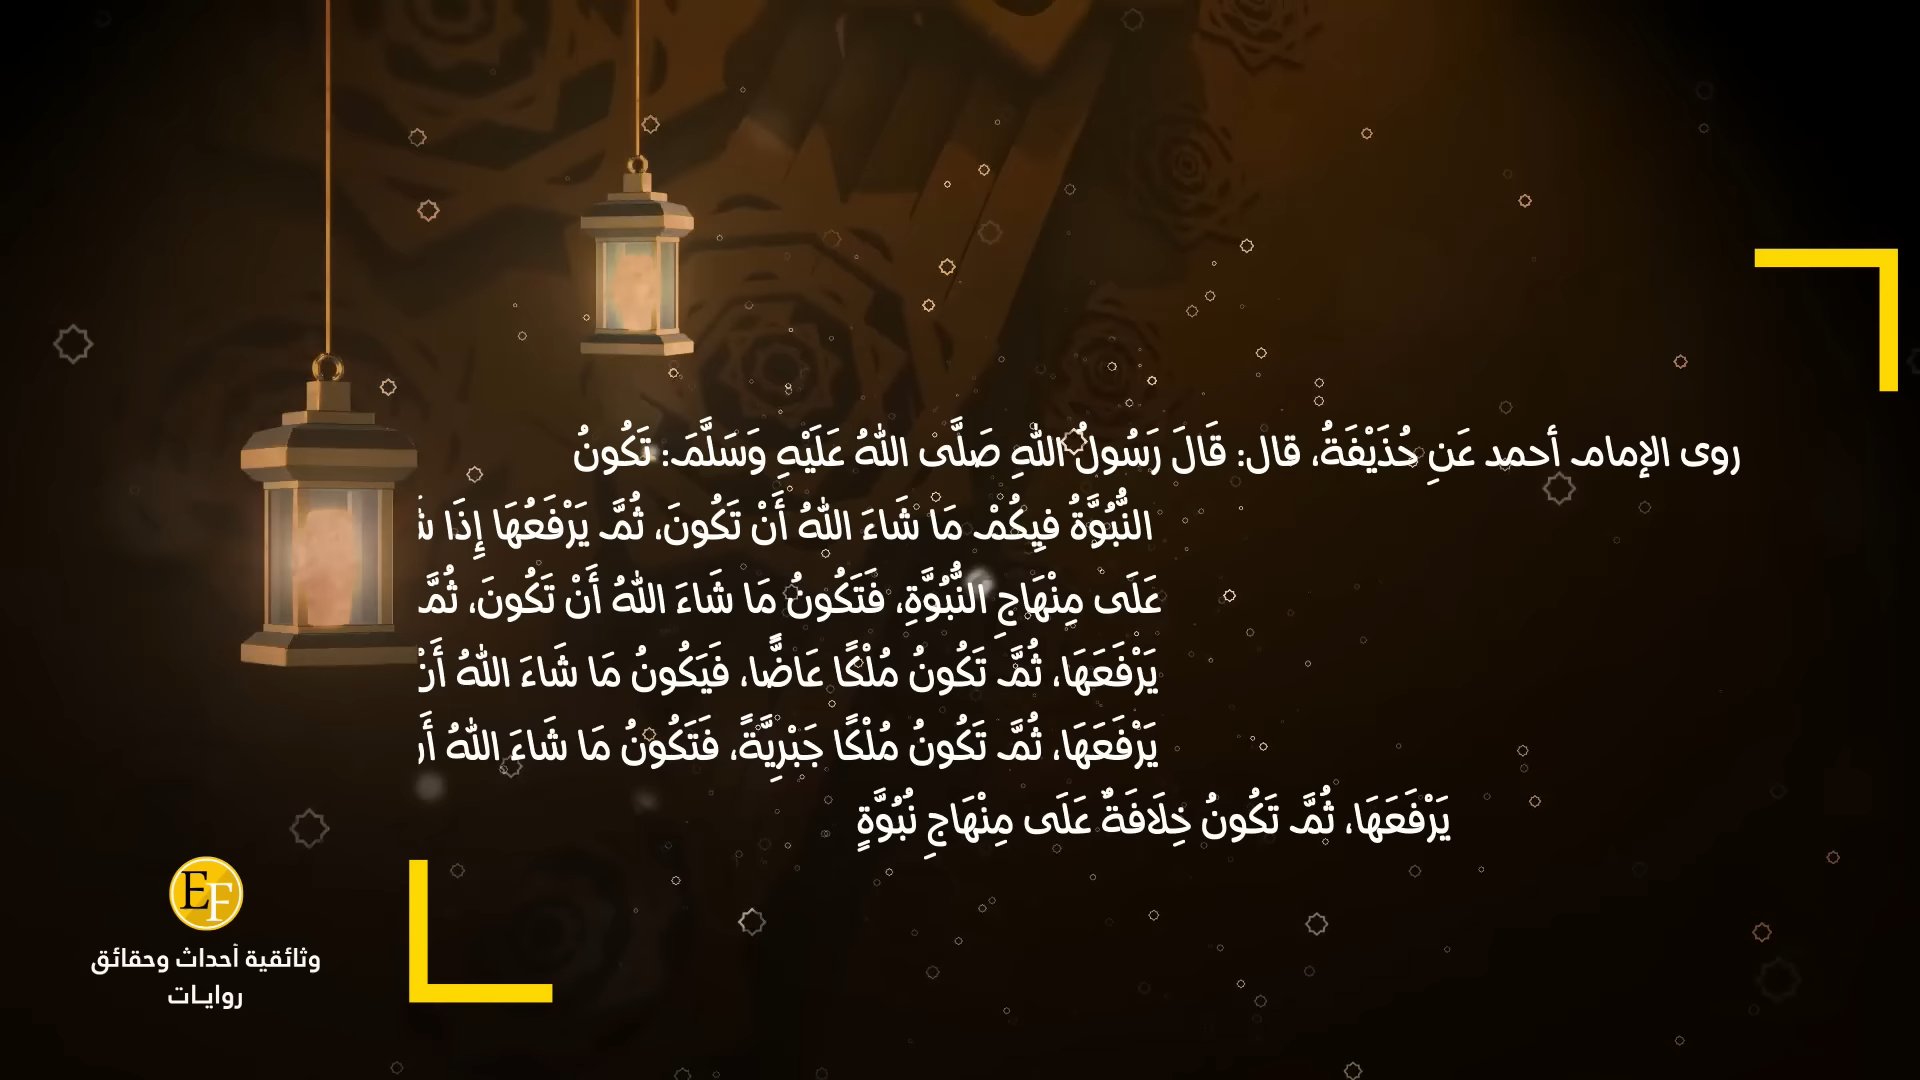 روى الإمام أحمد عَنِ حُذَيْفَةُ، قال: قَالَ رَسُولُ اللهِ صَلَّى اللهُ عَلَيْهِ وَسَلَّمَ: تَكُونُ
النُّبُوَّةُ فِيكُمْ مَا شَاءَ اللهُ أَنْ تَكُونَ، ثُمَّ يَرْفَعُهَا إِذَا
عَلَى مِنْهَاجِ النُّبُوَّةِ، فَتَكُونُ مَا شَاءَ اللهُ أَنْ تَكُونَ، ثُمَّ
يَرْفَعَهَا، ثُمَّ تَكُونُ مُلْكًا عَاضًّا، فَيَكُونُ مَا شَاءَ اللهُ
يَرْفَعَهَا، ثُمَّ تَكُونُ مُلْكًا جَبْرِيَّةً، فَتَكُونُ مَا شَاءَ اللهُ
يَرْفَعَهَا، ثُمَّ تَكُونُ خِلَافَةٌ عَلَى مِنْهَاجِ نُبُوَّةٍ
EF
وثائقية أحداث وحقائق
روايات